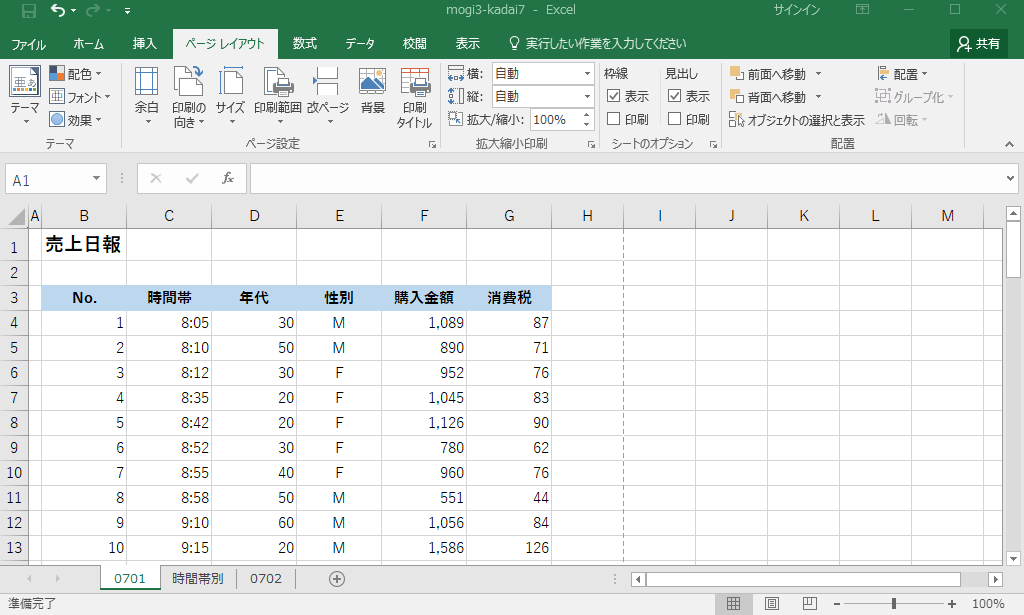 mogi3-kadai7 - Excel サインイン
ファイル ホーム 挿入 ページ レイアウト 数式 データ 校閲 表示 実行したい作業を入力してください 共有
亜あ 配色 横: 自動 枠線 見出し 前面へ移動 配置
フォント 縦: 自動 表示 表示 背面へ移動 グループ化
テーマ 効果 余白 印刷の向き サイズ 印刷範囲 改ページ 背景 印刷タイトル 拡大/縮小: 100% 印刷 印刷 オブジェクトの選択と表示 回転
テーマ ページ設定 拡大縮小印刷 シートのオプション 配置
A1 fx
A B C D E F G H I J K L M
1 売上日報
2
3 No. 時間帯 年代 性別 購入金額 消費税
4 1 8:05 30 M 1,089 87
5 2 8:10 50 M 890 71
6 3 8:12 30 F 952 76
7 4 8:35 20 F 1,045 83
8 5 8:42 20 F 1,126 90
9 6 8:52 30 F 780 62
10 7 8:55 40 F 960 76
11 8 8:58 50 M 551 44
12 9 9:10 60 M 1,056 84
13 10 9:15 20 M 1,586 126
0701 時間帯別 0702
準備完了 100%